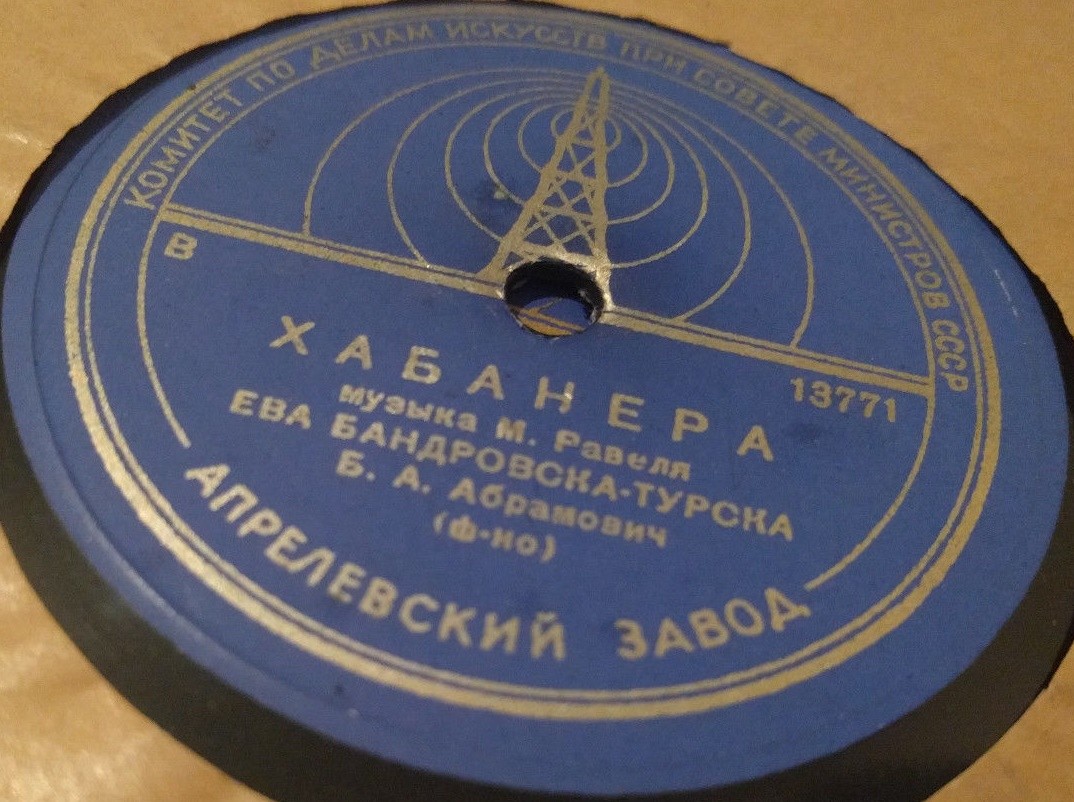 КОМИТЕТ ПО ДЕЛАМ ИСКУССТВ ПРИ СОВЕТЕ МИНИСТРОВ СССР
В
13771
ХАБАНЕРА
музыка М. Равеля
ЕВА БАНДРОВСКА-ТУРСКА
Б. А. Абрамович
(ф-но)
АПРЕЛЕВСКИЙ ЗАВОД